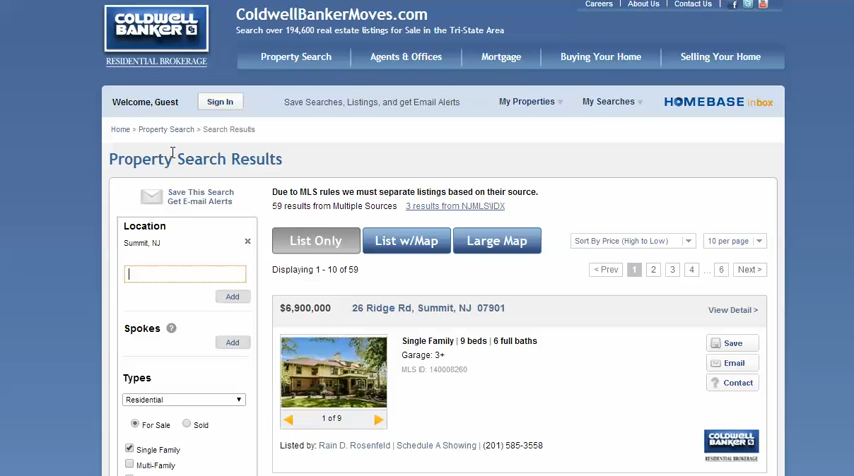 Careers About Us Contact Us
COLDWELL BANKER
RESIDENTIAL BROKERAGE
ColdwellBankerMoves.com
Search over 194,600 real estate listings for Sale in the Tri-State Area
Property Search Agents & Offices Mortgage Buying Your Home Selling Your Home
Welcome, Guest Sign In Save Searches, Listings, and get Email Alerts My Properties My Searches HOMEBASE inbox
Home > Property Search > Search Results
Property Search Results
Save This Search
Get E-mail Alerts
Due to MLS rules we must separate listings based on their source.
59 results from Multiple Sources 3 results from NJMLS\IDX
Location
Summit, NJ
List Only List w/Map Large Map Sort By Price (High to Low) 10 per page
Displaying 1 - 10 of 59 < Prev 1 2 3 4 ... 6 Next >
Add
$6,900,000 26 Ridge Rd, Summit, NJ 07901 View Detail >
Spokes ?
Add
Single Family | 9 beds | 6 full baths
Garage: 3+
MLS ID: 140008260
Save
Email
? Contact
Types
Residential
For Sale Sold
1 of 9
Single Family
Multi-Family
Listed by: Rain D. Rosenfeld | Schedule A Showing | (201) 585-3558
COLDWELL BANKER
RESIDENTIAL BROKERAGE